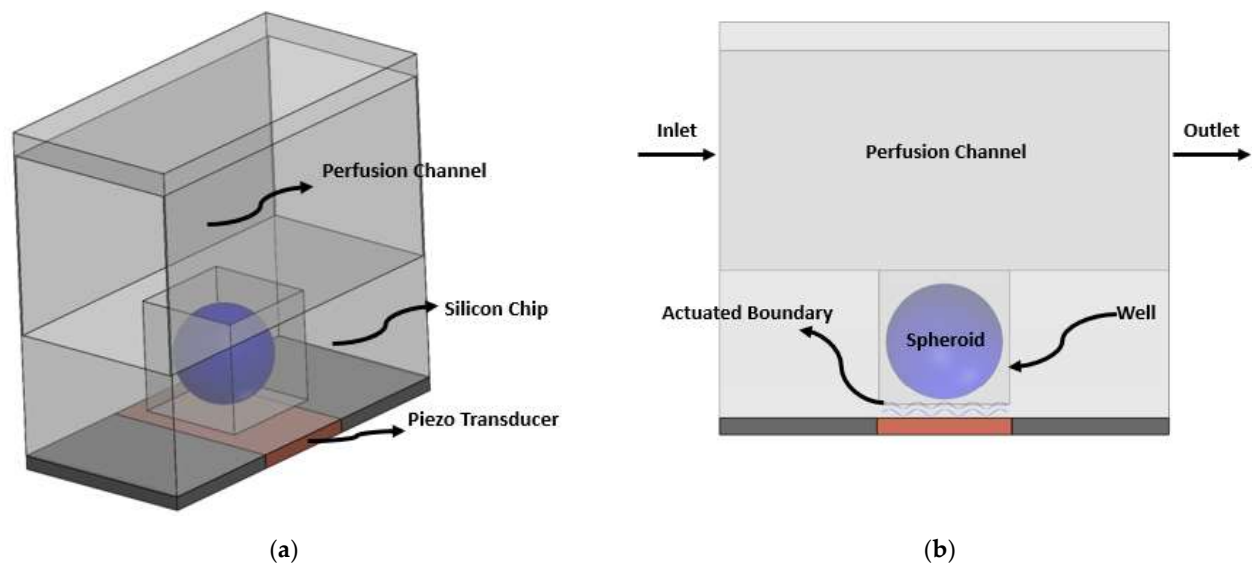 Perfusion Channel
Silicon Chip
Piezo Transducer
(a)
Inlet
Perfusion Channel
Outlet
Actuated Boundary
Spheroid
Well
(b)